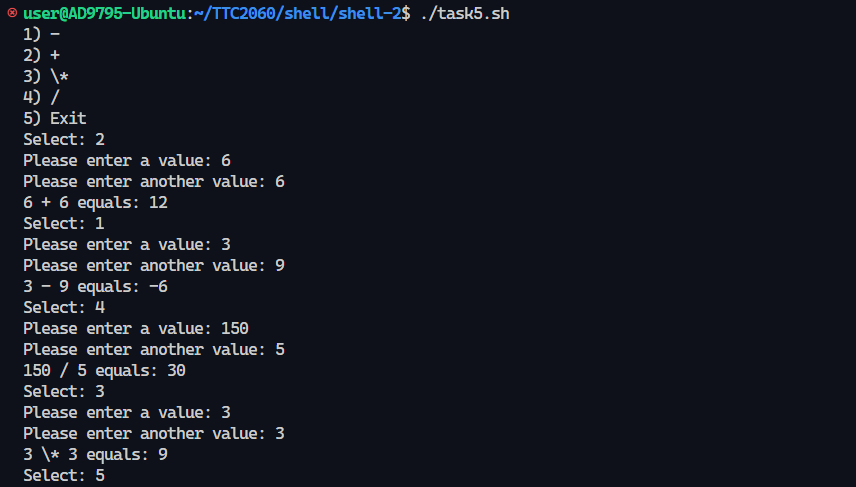 user@AD9795-Ubuntu:~/TTC2060/shell/shell-2$ ./task5.sh
1) -
2) +
3) \*
4) /
5) Exit
Select: 2
Please enter a value: 6
Please enter another value: 6
6 + 6 equals: 12
Select: 1
Please enter a value: 3
Please enter another value: 9
3 - 9 equals: -6
Select: 4
Please enter a value: 150
Please enter another value: 5
150 / 5 equals: 30
Select: 3
Please enter a value: 3
Please enter another value: 3
3 \* 3 equals: 9
Select: 5